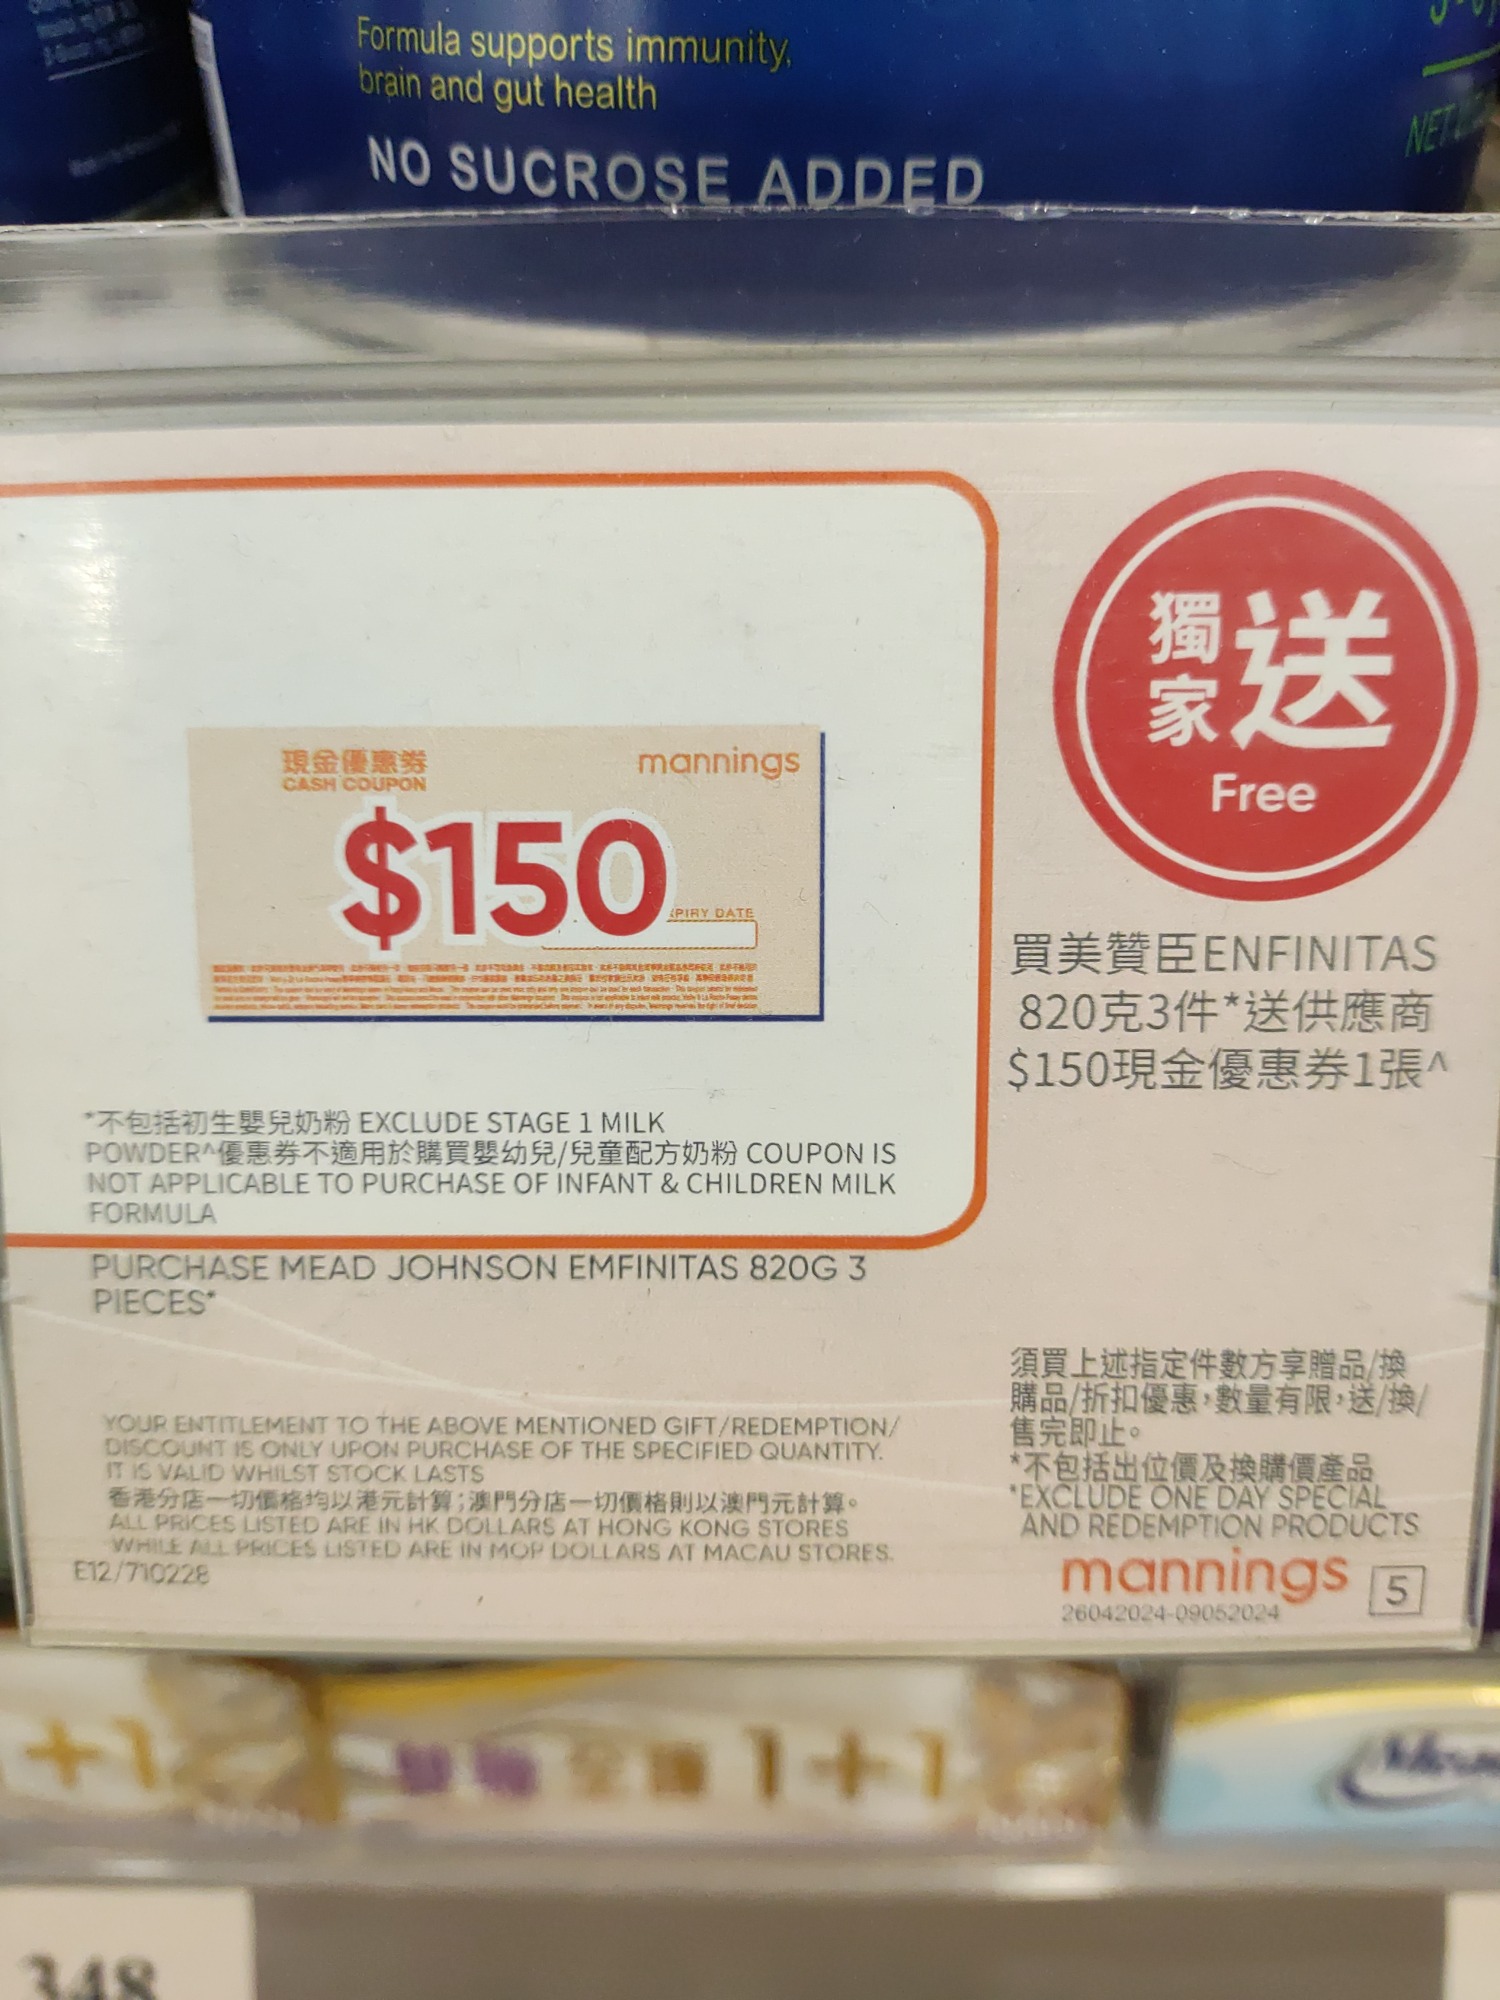 Formula supports immunity,
brain and gut health
NO SUCROSE ADDED
NET
獨家送
Free
現金優惠券
CASH COUPON
mannings
$150
PIRY DATE
買美贊臣ENFINITAS
820克3件*送供應商
$150現金優惠券1張^
*不包括初生嬰兒奶粉 EXCLUDE STAGE 1 MILK
POWDER^優惠券不適用於購買嬰幼兒/兒童配方奶粉 COUPON IS
NOT APPLICABLE TO PURCHASE OF INFANT & CHILDREN MILK
FORMULA
PURCHASE MEAD JOHNSON EMFINITAS 820G 3
PIECES*
須買上述指定件數方享贈品/換
購品/折扣優惠，數量有限，送/換/
售完即止。
*不包括出位價及換購價產品
*EXCLUDE ONE DAY SPECIAL
AND REDEMPTION PRODUCTS
YOUR ENTITLEMENT TO THE ABOVE MENTIONED GIFT/REDEMPTION/
DISCOUNT IS ONLY UPON PURCHASE OF THE SPECIFIED QUANTITY.
IT IS VALID WHILST STOCK LASTS
香港分店一切價格均以港元計算；澳門分店一切價格則以澳門元計算。
ALL PRICES LISTED ARE IN HK DOLLARS AT HONG KONG STORES
WHILE ALL PRICES LISTED ARE IN MOP DOLLARS AT MACAU STORES.
E12/710228
mannings 5
26042024-09052024
348